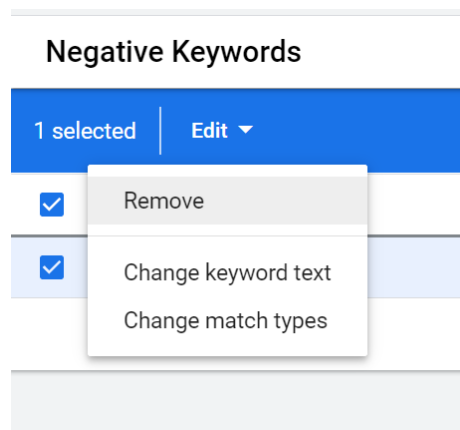 Negative Keywords
1 selected Edit
Remove
Change keyword text
Change match types